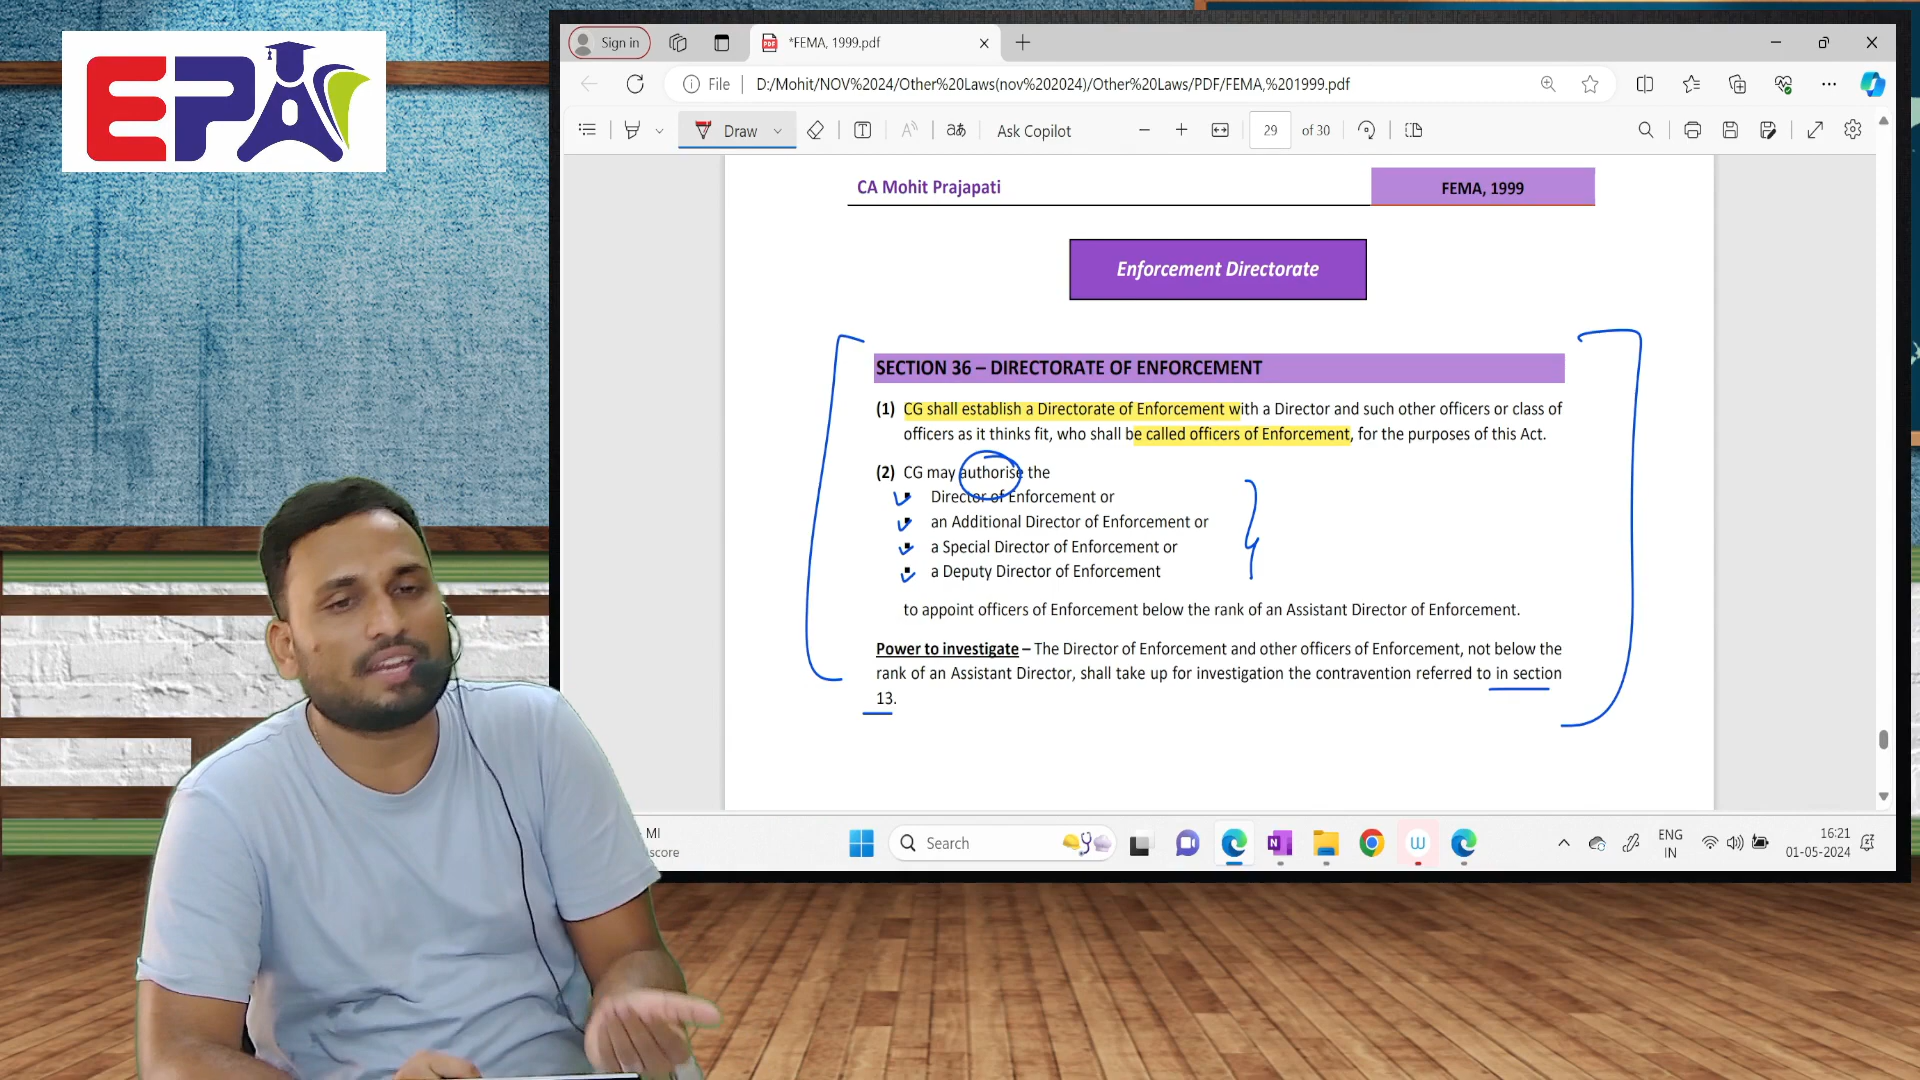 EPA
Sign in
*FEMA, 1999.pdf
File
D:/Mohit/NOV%2024/Other%20Laws(nov%202024)/Other%20Laws/PDF/FEMA,%201999.pdf
Draw
Ask Copilot
29
of 30
CA Mohit Prajapati
FEMA, 1999
Enforcement Directorate
SECTION 36 – DIRECTORATE OF ENFORCEMENT
(1) CG shall establish a Directorate of Enforcement with a Director and such other officers or class of
officers as it thinks fit, who shall be called officers of Enforcement, for the purposes of this Act.
(2) CG may authorise the
▪ Director of Enforcement or
▪ an Additional Director of Enforcement or
▪ a Special Director of Enforcement or
▪ a Deputy Director of Enforcement
to appoint officers of Enforcement below the rank of an Assistant Director of Enforcement.
Power to investigate – The Director of Enforcement and other officers of Enforcement, not below the
rank of an Assistant Director, shall take up for investigation the contravention referred to in section
13.
MI
score
Search
ENG
IN
16:21
01-05-2024